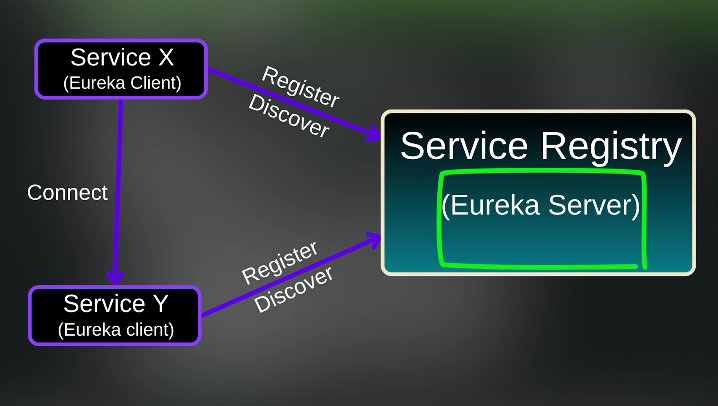 Service X
(Eureka Client)
Register
Discover
Service Registry
(Eureka Server)
Connect
Register
Discover
Service Y
(Eureka client)